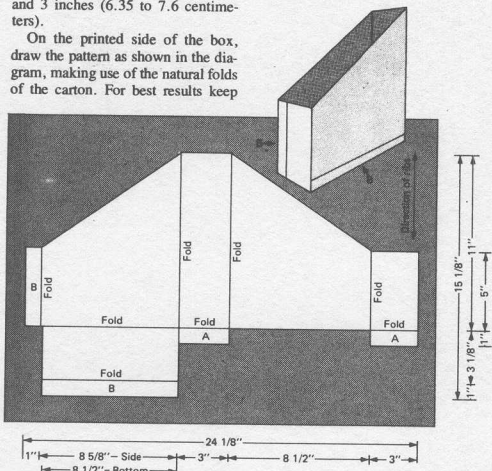 and 3 inches (6.35 to 7.6 centime-
ters).
On the printed side of the box,
draw the pattern as shown in the dia-
gram, making use of the natural folds
of the carton. For best results keep
B
B
Direction of ribs
B
Fold
Fold
Fold
Fold
Fold
Fold
A
Fold
A
Fold
B
15 1/8"
11"
5"
1"
3 1/8"
1"
24 1/8"
1"
8 5/8"– Side
3"
8 1/2"
3"
8 1/2"– Bottom